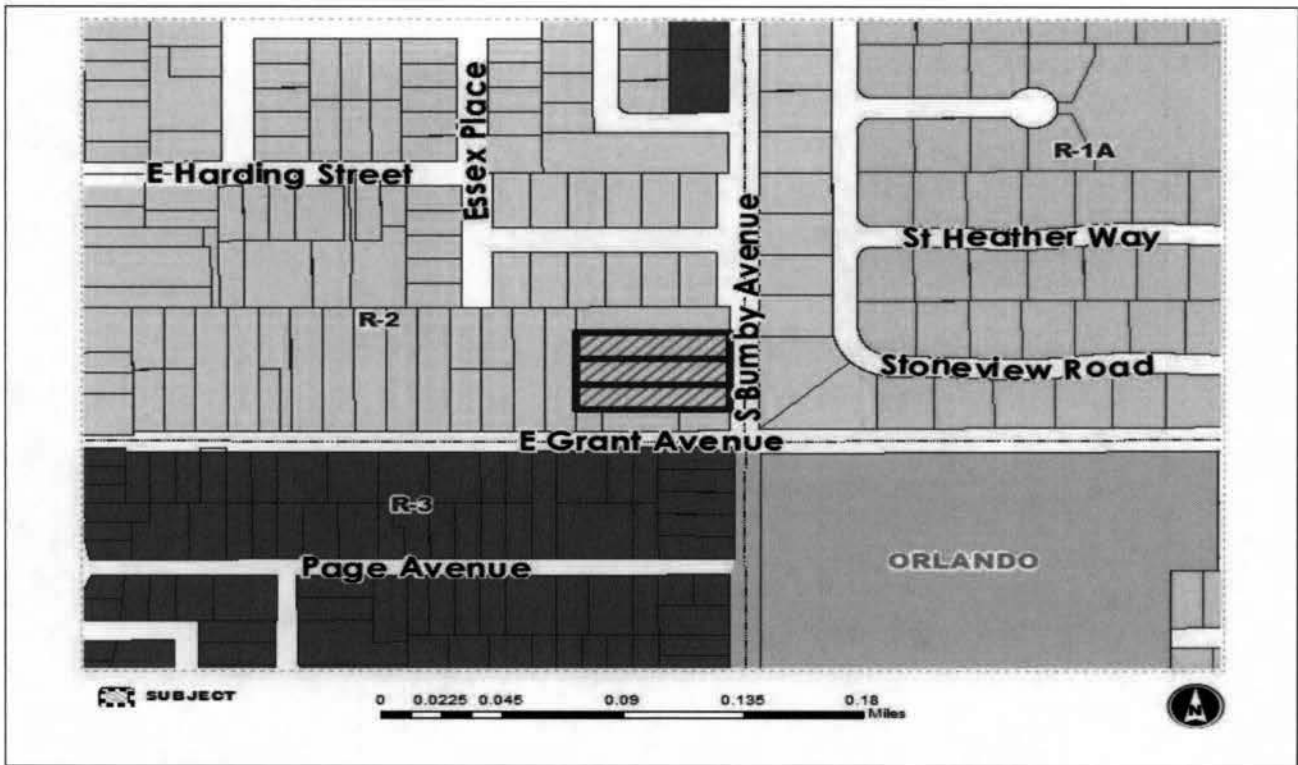 Essex Place
R-1A
E Harding Street
S Bumby Avenue
St Heather Way
R-2
Stoneview Road
E Grant Avenue
R-3
ORLANDO
Page Avenue
SUBJECT
0 0.0225 0.045 0.09 0.135 0.18
Miles
N